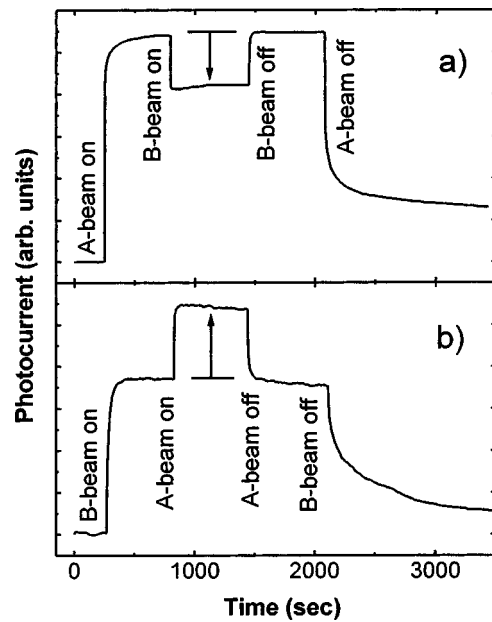 Photocurrent (arb. units)
a)
A-beam on
B-beam on
B-beam off
A-beam off
b)
B-beam on
A-beam on
A-beam off
B-beam off
0
1000
2000
3000
Time (sec)